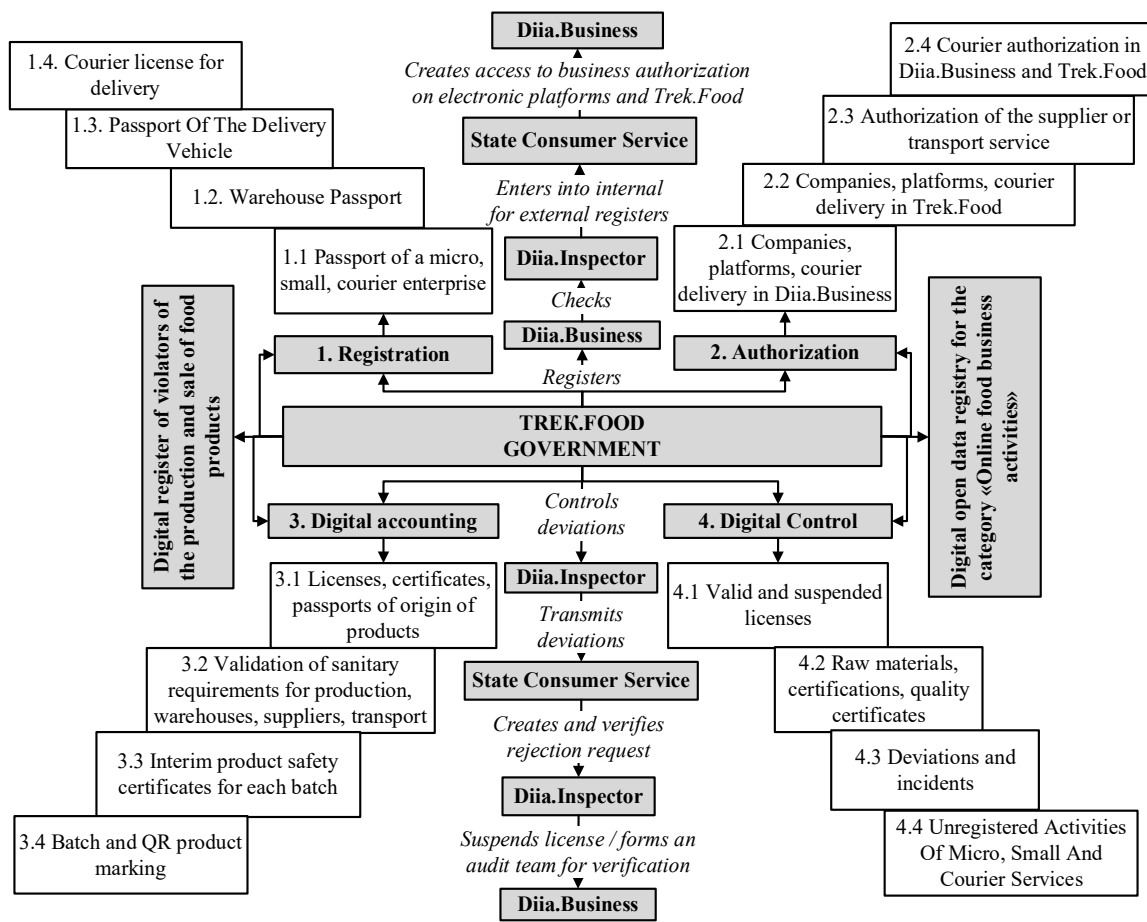 Diia.Business
Creates access to business authorization
on electronic platforms and Trek.Food
State Consumer Service
Enters into internal
for external registers
Diia.Inspector
Checks
Diia.Business
Registers
1.4. Courier license for
delivery
1.3. Passport Of The Delivery
Vehicle
1.2. Warehouse Passport
1.1 Passport of a micro,
small, courier enterprise
1. Registration
2.4 Courier authorization in
Diia.Business and Trek.Food
2.3 Authorization of the supplier or
transport service
2.2 Companies, platforms, courier
delivery in Trek.Food
2.1 Companies,
platforms, courier
delivery in Diia.Business
2. Authorization
Digital register of violators of
the production and sale of food
products
TREK.FOOD
GOVERNMENT
Digital open data registry for the
category «Online food business
activities»
3. Digital accounting
3.1 Licenses, certificates,
passports of origin of
products
3.2 Validation of sanitary
requirements for production,
warehouses, suppliers, transport
3.3 Interim product safety
certificates for each batch
3.4 Batch and QR product
marking
Controls
deviations
Diia.Inspector
Transmits
deviations
State Consumer Service
Creates and verifies
rejection request
Diia.Inspector
Suspends license / forms an
audit team for verification
Diia.Business
4. Digital Control
4.1 Valid and suspended
licenses
4.2 Raw materials,
certifications, quality
certificates
4.3 Deviations and
incidents
4.4 Unregistered Activities
Of Micro, Small And
Courier Services